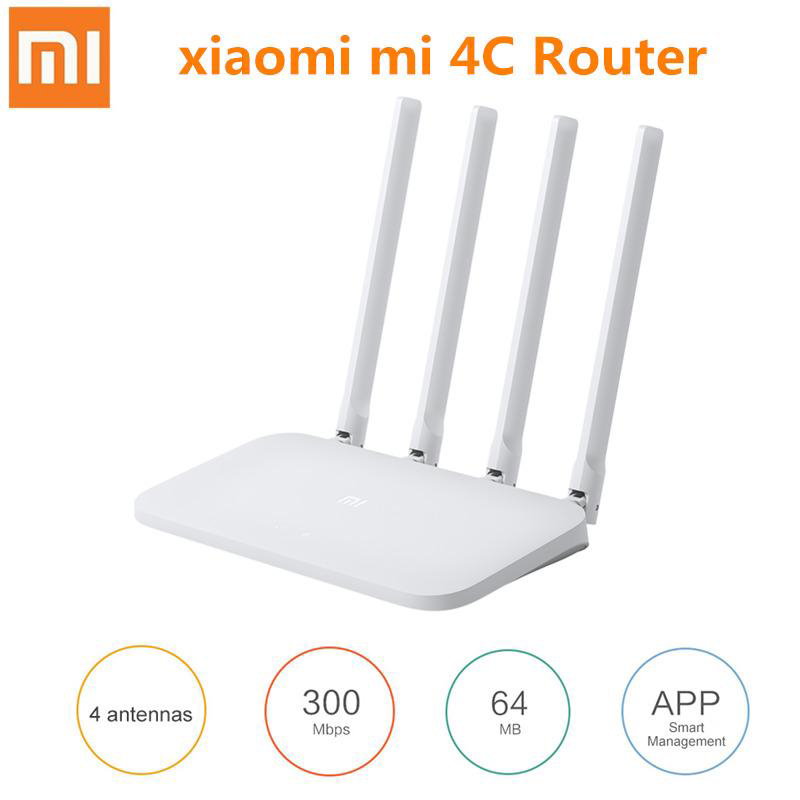 mi
xiaomi mi 4C Router
mi
4 antennas
300
Mbps
64
MB
APP
Smart
Management